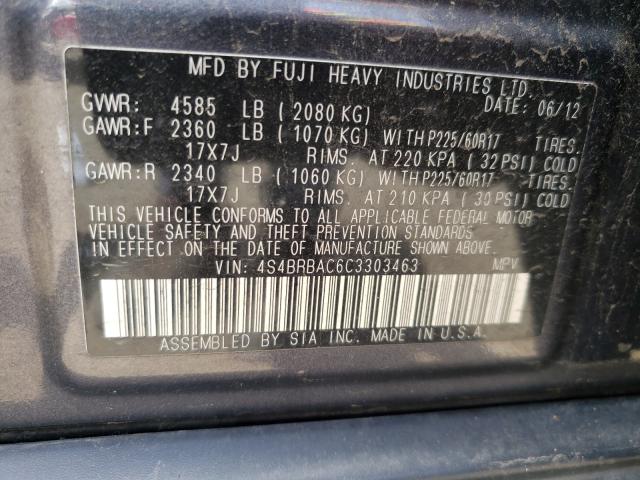 MFD BY FUJI HEAVY INDUSTRIES LTD.
DATE: 06/12
GVWR: 4585 LB ( 2080 KG)
GAWR:F 2360 LB ( 1070 KG) WITH P225/60R17 TIRES.
17X7J RIMS. AT 220 KPA ( 32 PSI) COLD
GAWR:R 2340 LB ( 1060 KG) WITH P225/60R17 TIRES.
17X7J RIMS. AT 210 KPA ( 30 PSI) COLD
THIS VEHICLE CONFORMS TO ALL APPLICABLE FEDERAL MOTOR
VEHICLE SAFETY AND THEFT PREVENTION STANDARDS
IN EFFECT ON THE DATE OF MANUFACTURE SHOWN ABOVE.
VIN: 4S4BRBAC6C3303463 MPV
ASSEMBLED BY SIA INC. MADE IN U.S.A.